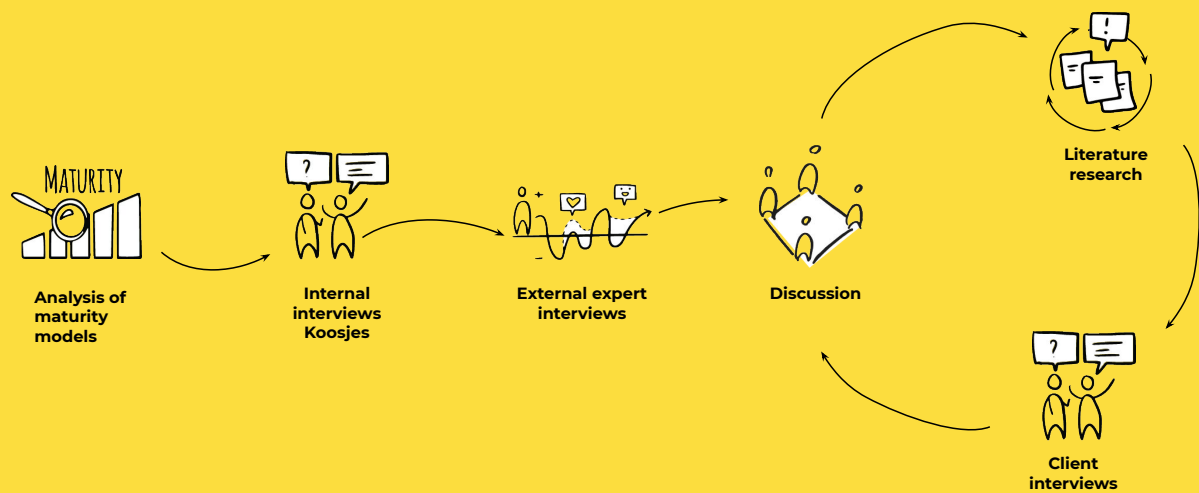 MATURITY
Analysis of
maturity
models
?
Internal
interviews
Koosjes
External expert
interviews
Discussion
!
Literature
research
?
Client
interviews